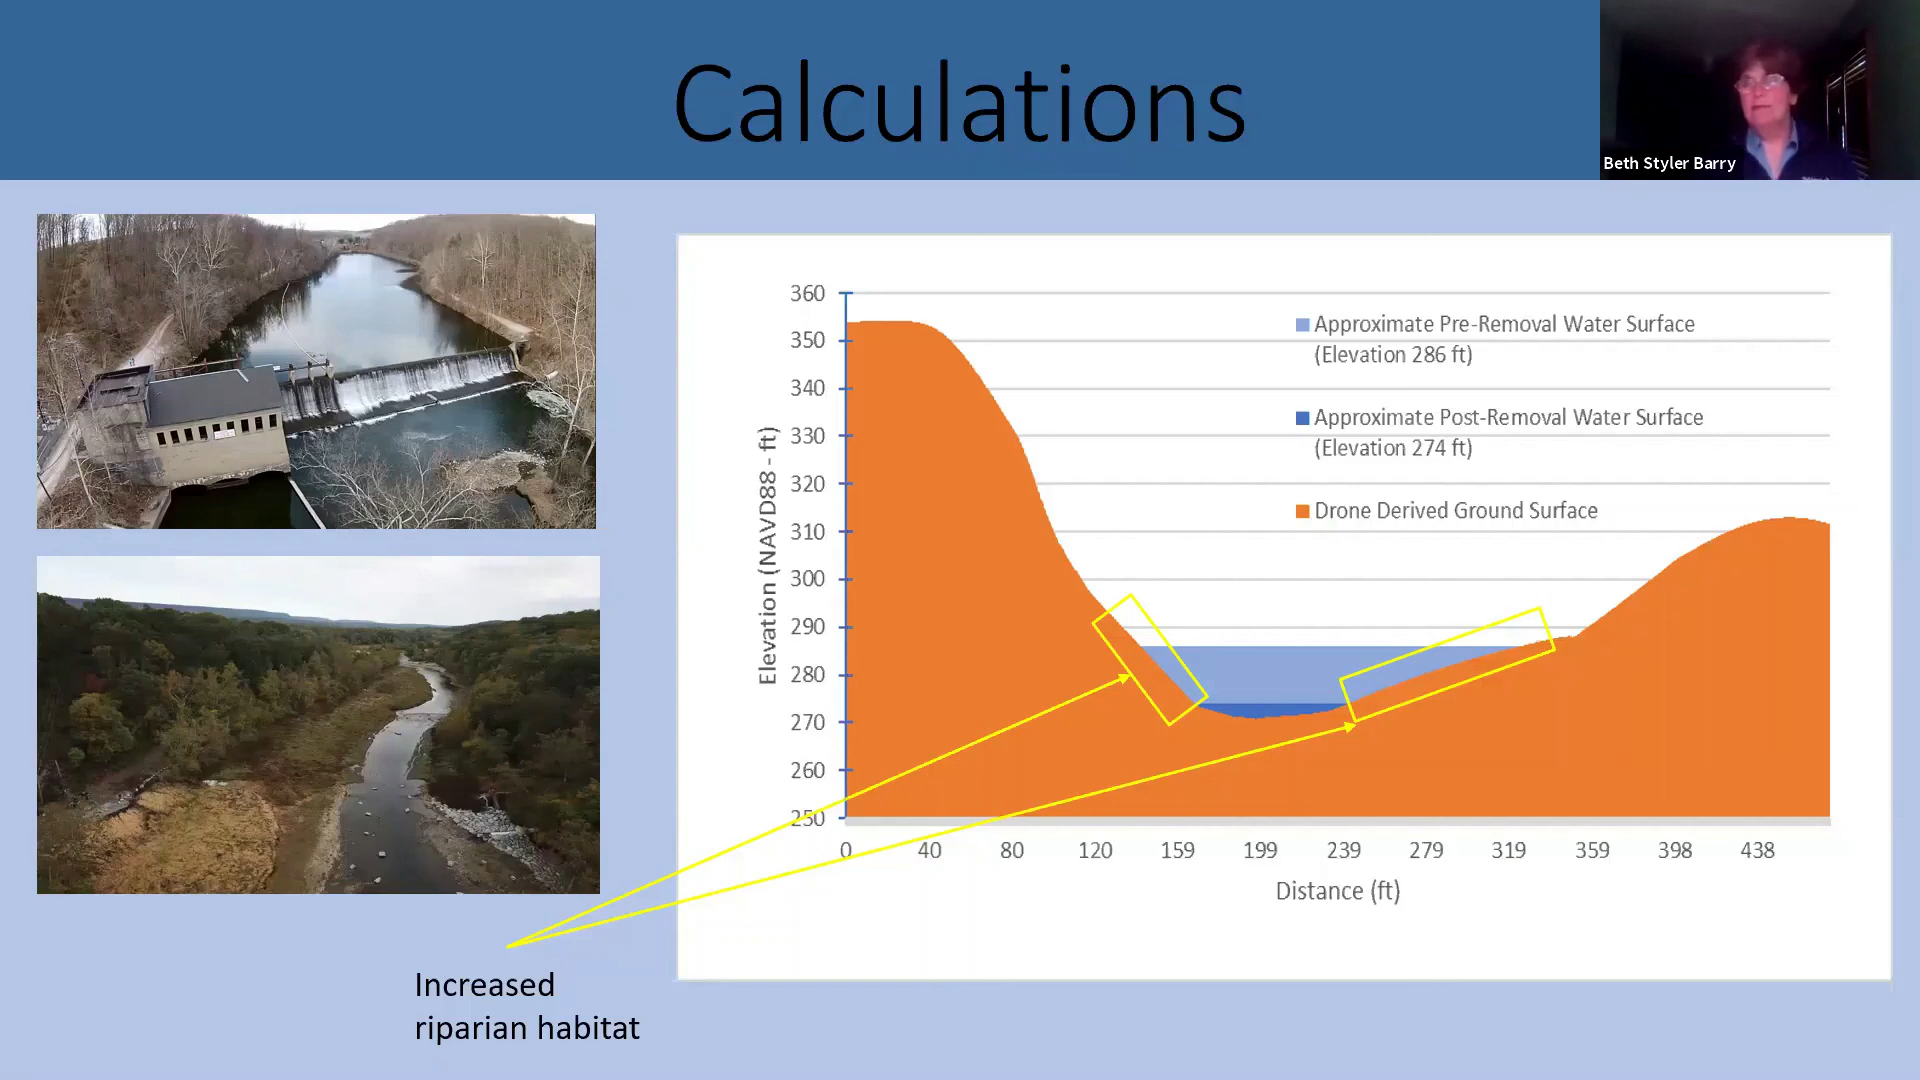 Calculations
Beth Styler Barry
360
350
340
330
320
310
300
290
280
270
260
250
Elevation (NAVD88 - ft)
Approximate Pre-Removal Water Surface
(Elevation 286 ft)
Approximate Post-Removal Water Surface
(Elevation 274 ft)
Drone Derived Ground Surface
0 40 80 120 159 199 239 279 319 359 398 438
Distance (ft)
Increased
riparian habitat